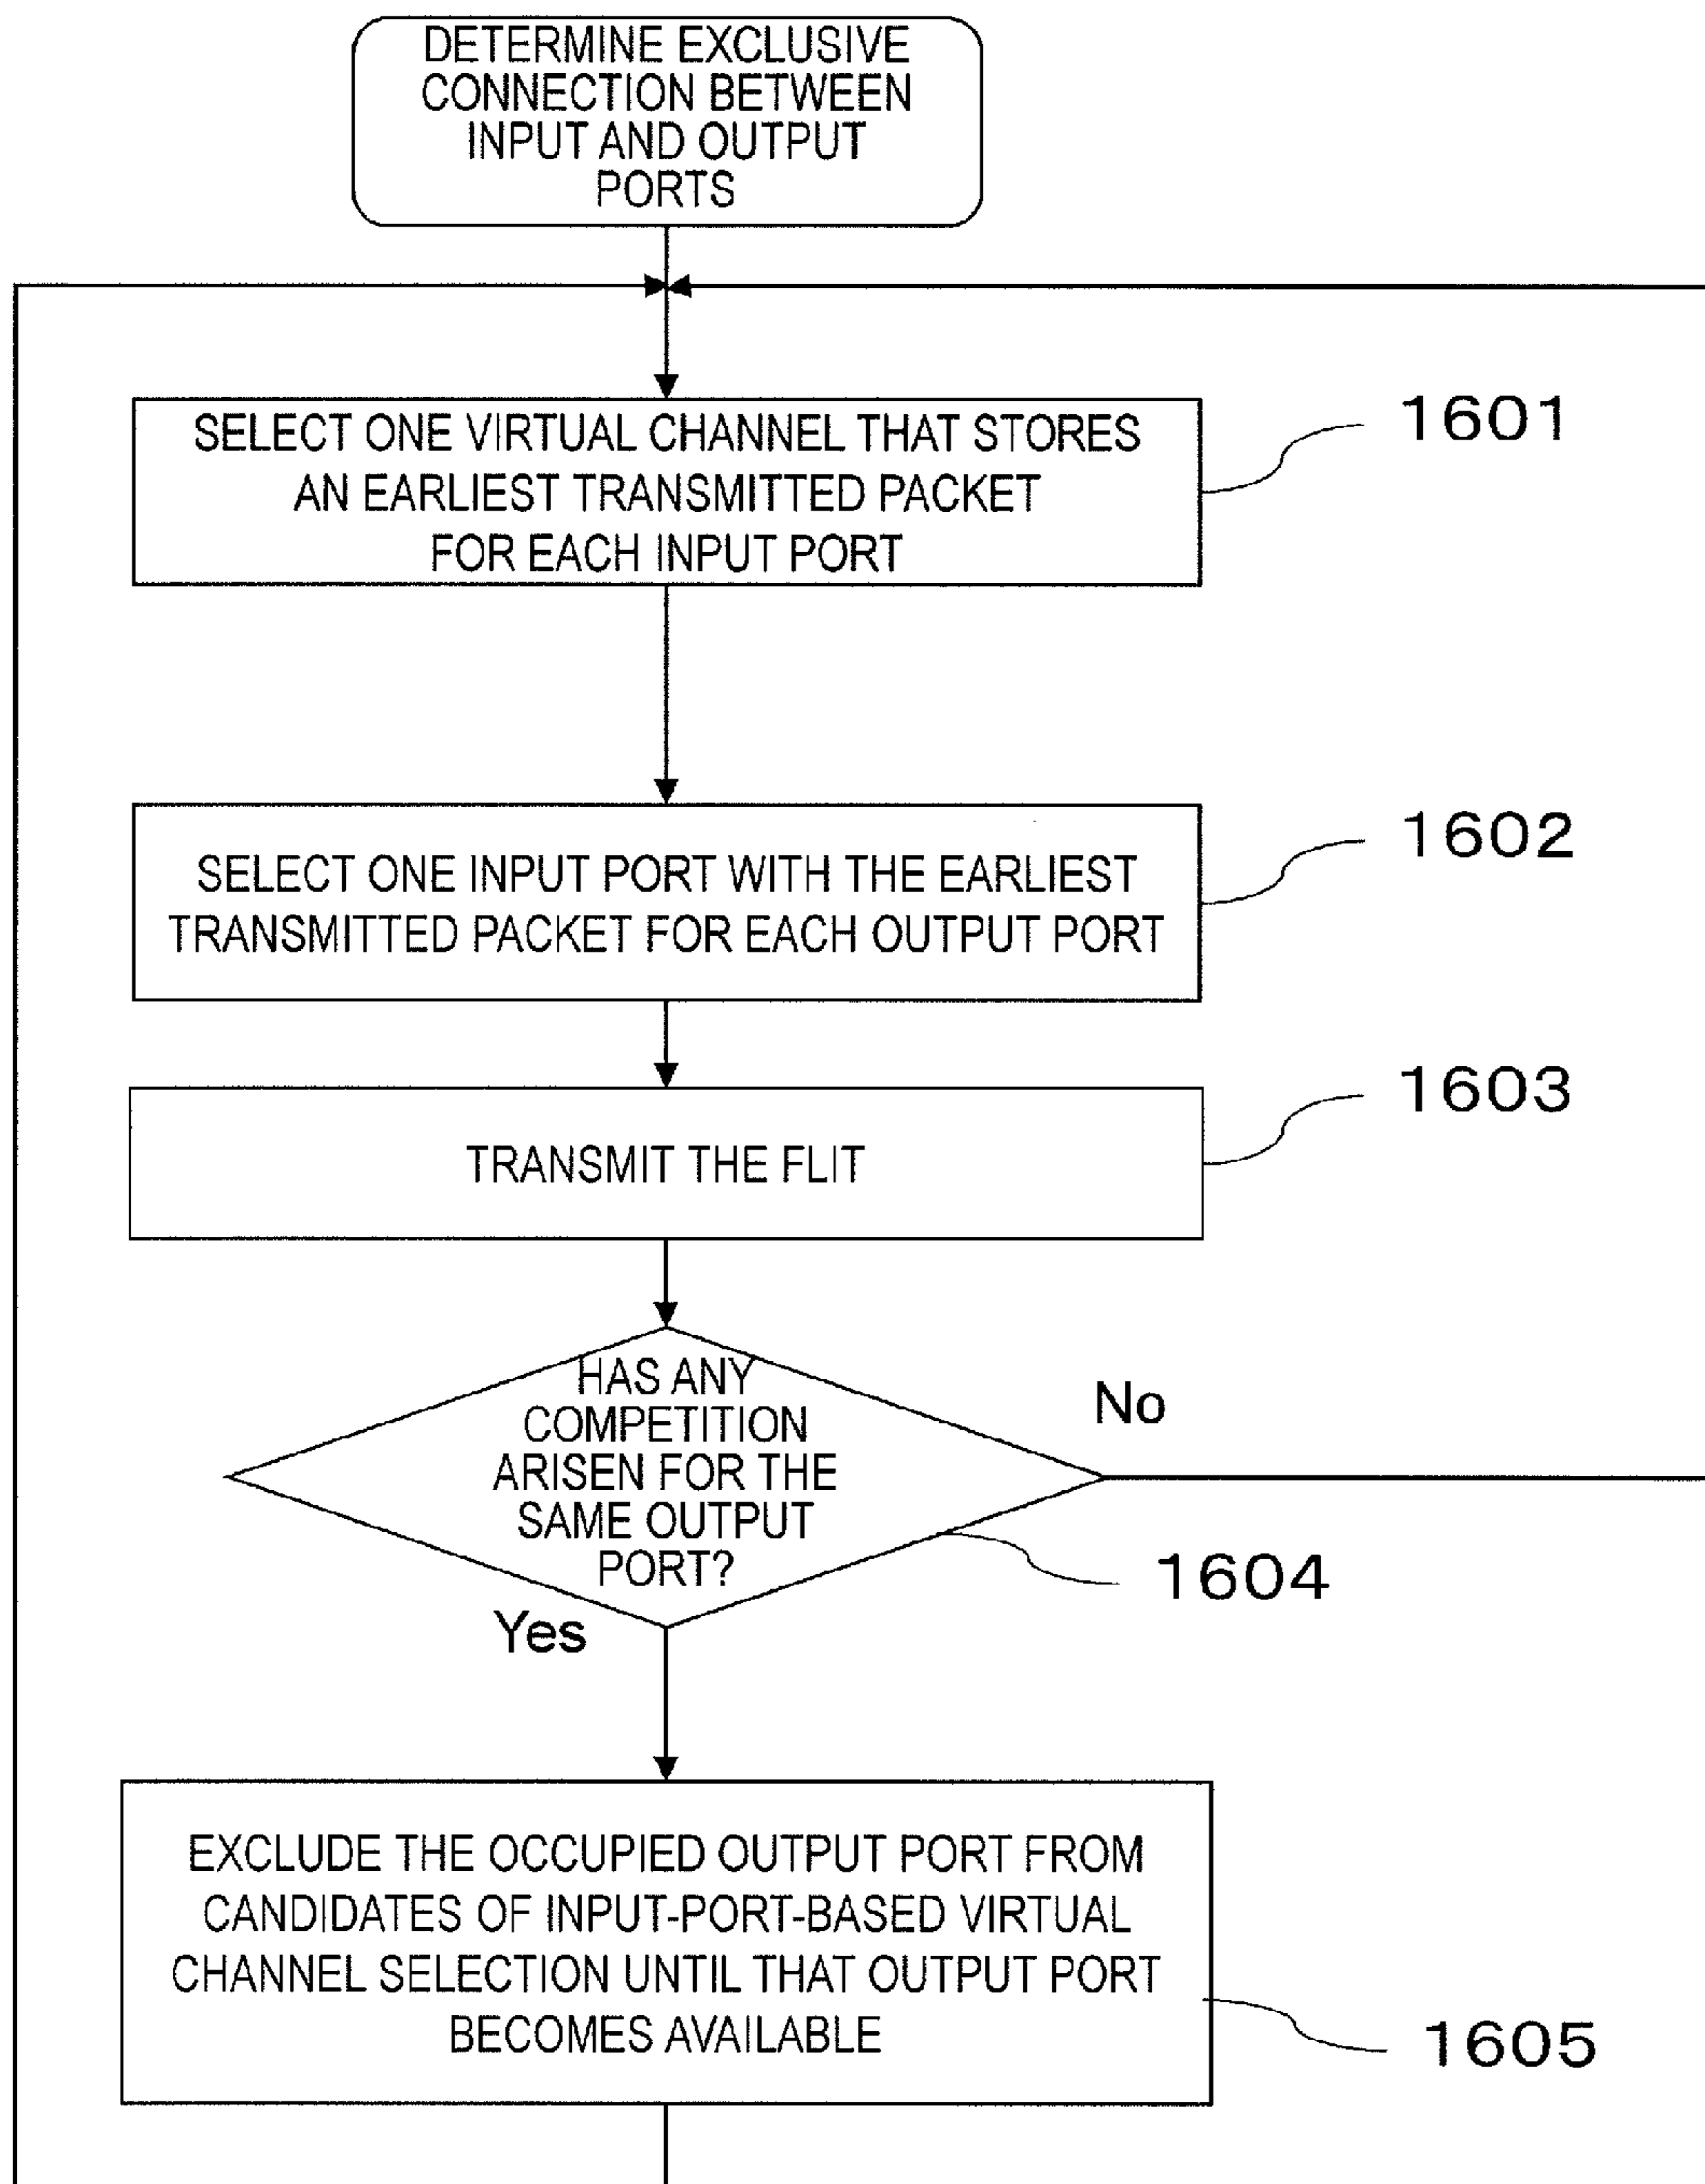 DETERMINE EXCLUSIVE
CONNECTION BETWEEN
INPUT AND OUTPUT
PORTS
SELECT ONE VIRTUAL CHANNEL THAT STORES
AN EARLIEST TRANSMITTED PACKET
FOR EACH INPUT PORT
1601
SELECT ONE INPUT PORT WITH THE EARLIEST
TRANSMITTED PACKET FOR EACH OUTPUT PORT
1602
TRANSMIT THE FLIT
1603
HAS ANY
COMPETITION
ARISEN FOR THE
SAME OUTPUT
PORT?
No
1604
Yes
EXCLUDE THE OCCUPIED OUTPUT PORT FROM
CANDIDATES OF INPUT-PORT-BASED VIRTUAL
CHANNEL SELECTION UNTIL THAT OUTPUT PORT
BECOMES AVAILABLE
1605